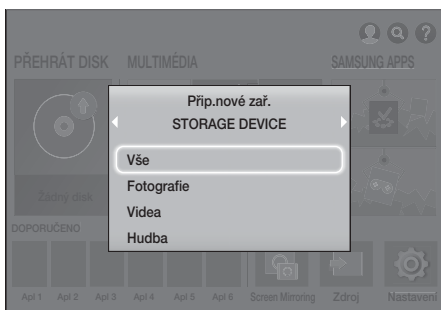 PŘEHRÁT DISK MULTIMÉDIA SAMSUNG APPS
Přip.nové zař.
STORAGE DEVICE
Vše
Fotografie
Videa
Hudba
Žádný disk
DOPORUČENO
Apl 1 Apl 2 Apl 3 Apl 4 Apl 5 Apl 6 Screen Mirroring Zdroj Nastavení